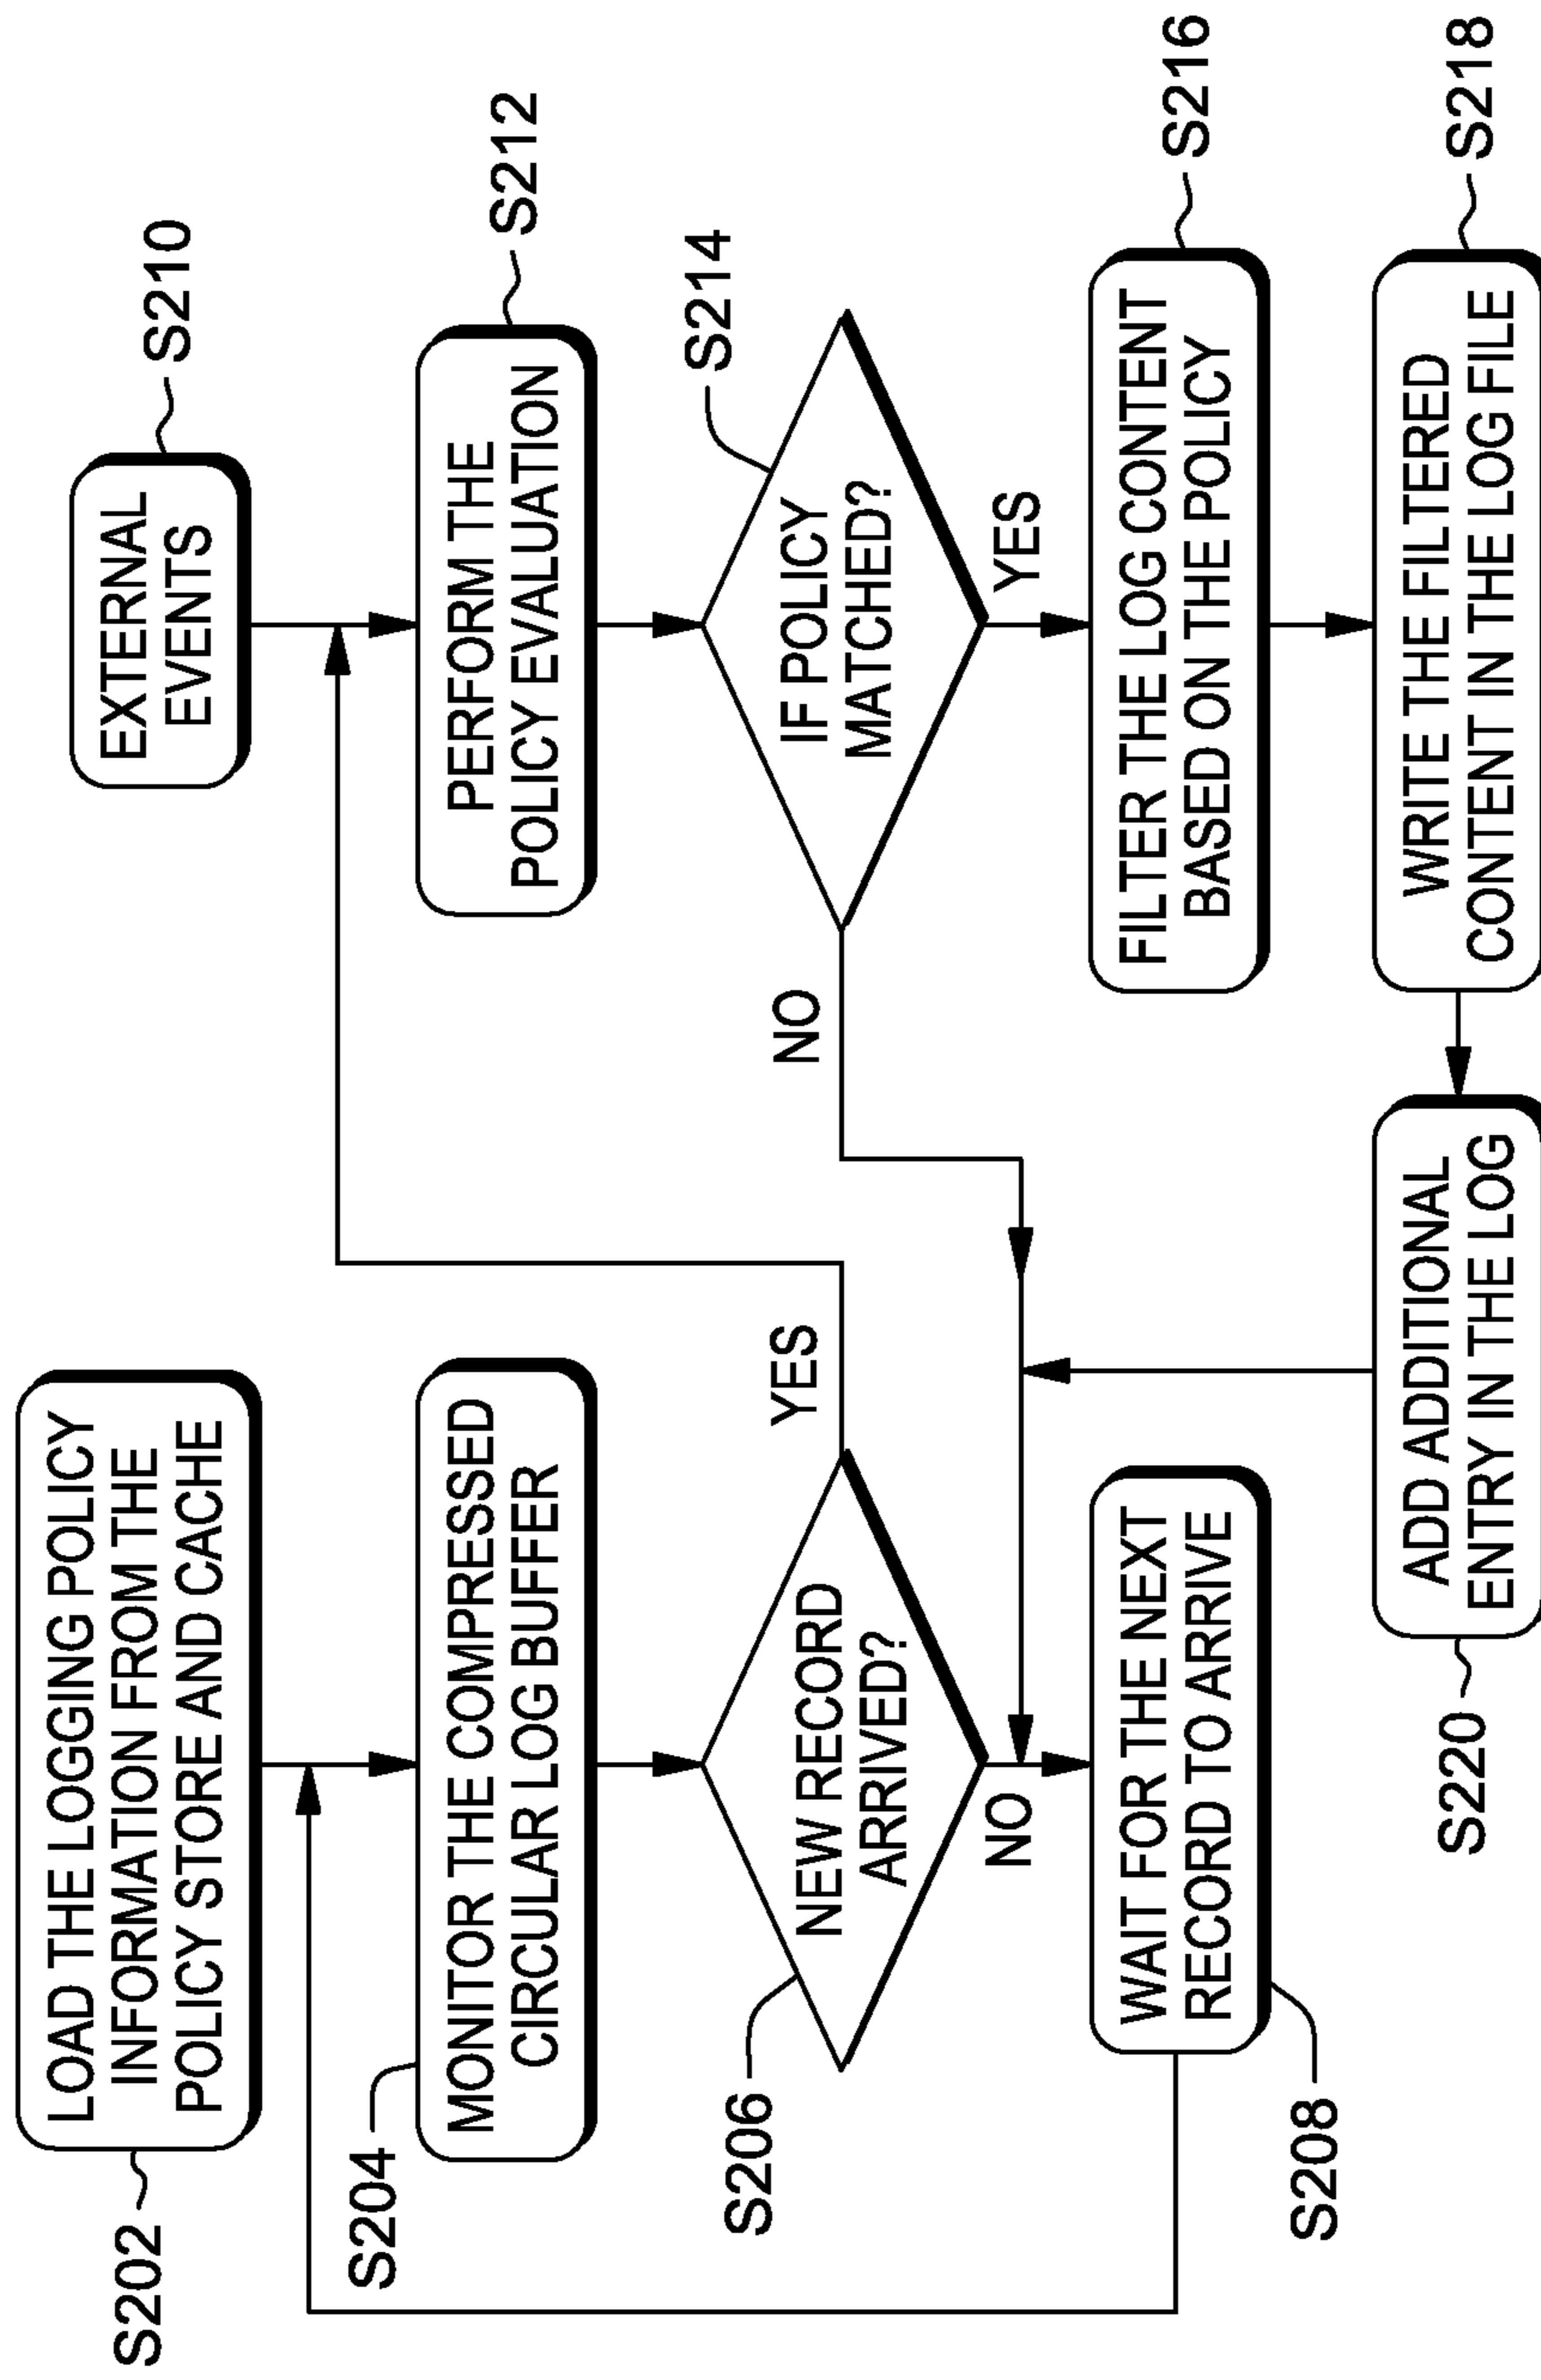 S202
LOAD THE LOGGING POLICY
INFORMATION FROM THE
POLICY STORE AND CACHE
S204
MONITOR THE COMPRESSED
CIRCULAR LOG BUFFER
S206
NEW RECORD
ARRIVED?
YES
NO
WAIT FOR THE NEXT
RECORD TO ARRIVE
S208
EXTERNAL
EVENTS
S210
PERFORM THE
POLICY EVALUATION
S212
IF POLICY
MATCHED?
S214
NO
YES
FILTER THE LOG CONTENT
BASED ON THE POLICY
S216
WRITE THE FILTERED
CONTENT IN THE LOG FILE
S218
ADD ADDITIONAL
ENTRY IN THE LOG
S220